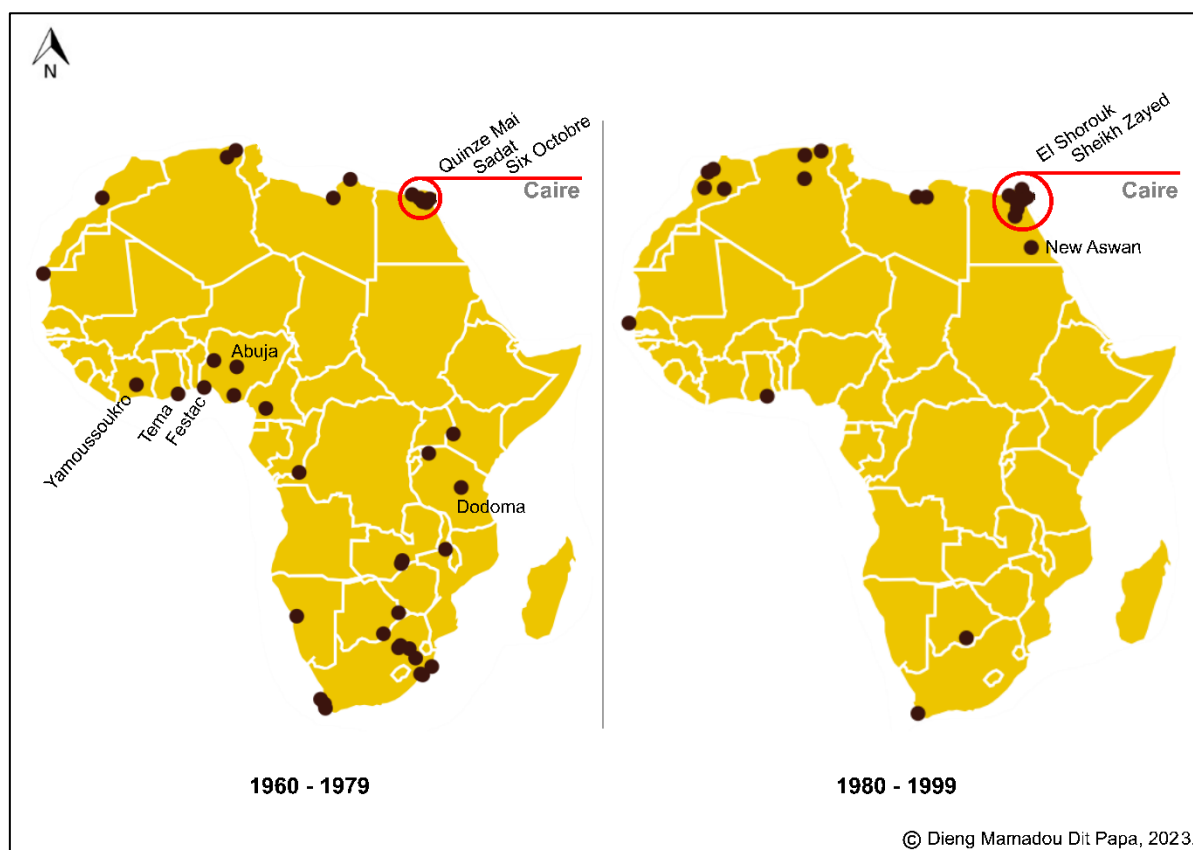 N
Quinze Mai
Sadat
Six Octobre
Caire
Abuja
Yamoussoukro
Tema
Festac
Dodoma
1960 - 1979
El Shorouk
Sheikh Zayed
Caire
New Aswan
1980 - 1999
© Dieng Mamadou Dit Papa, 2023.